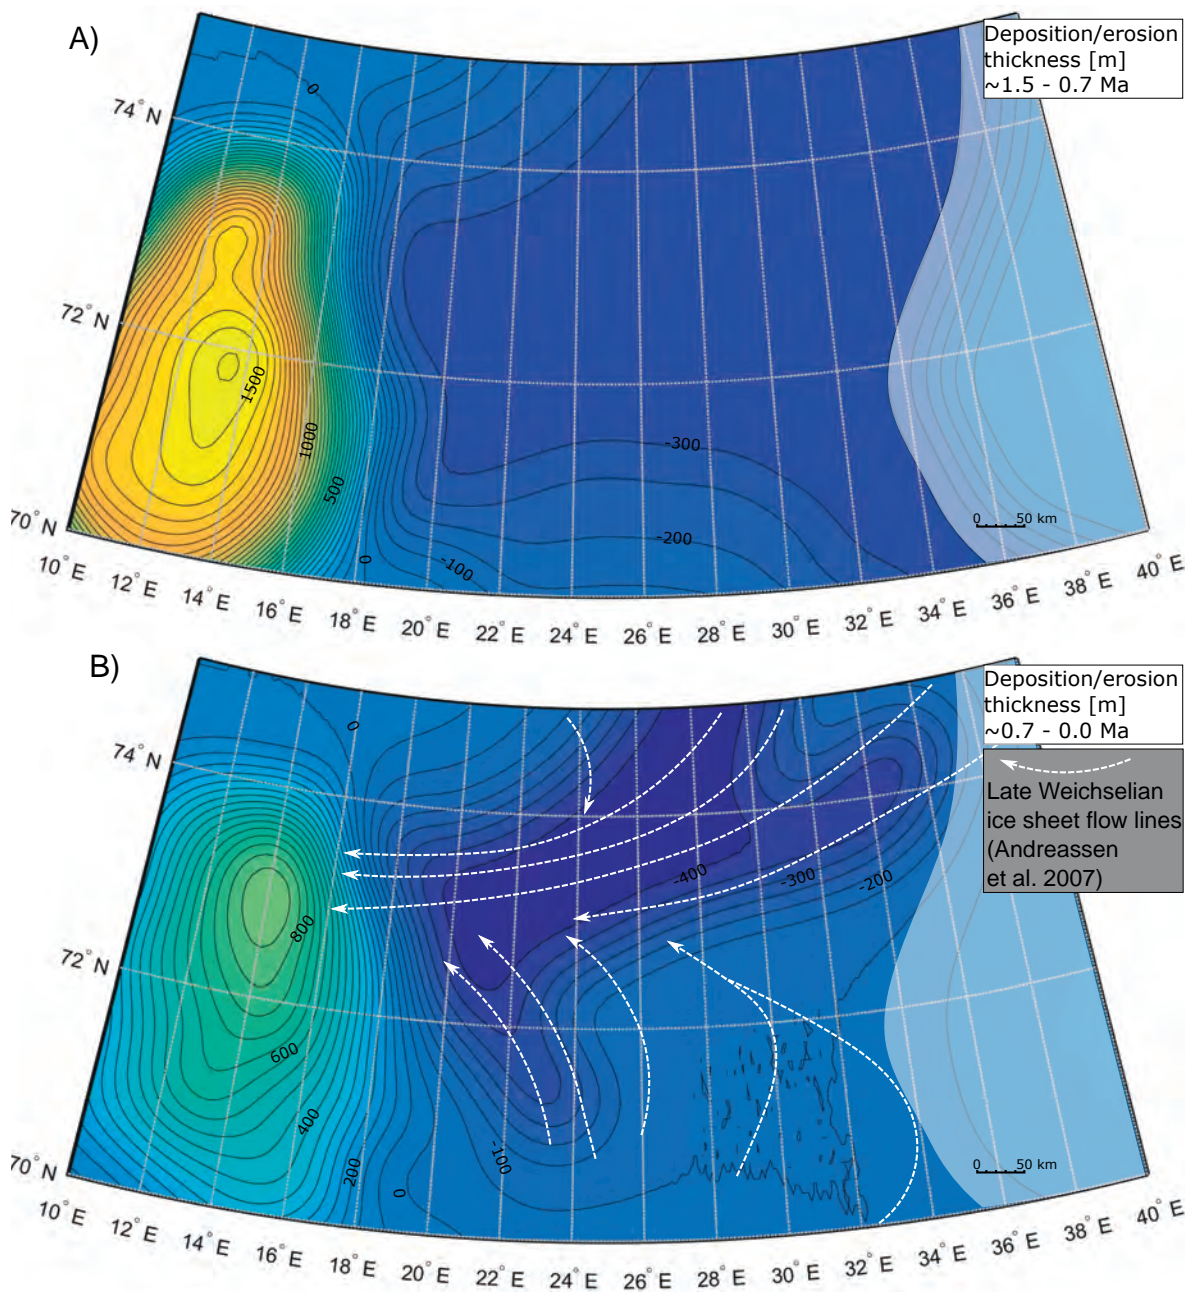 A)
Deposition/erosion
thickness [m]
~1.5 - 0.7 Ma
0
74° N
72° N
70° N
1500
1000
500
0
-100
-200
-300
0 50 km
10° E 12° E 14° E 16° E 18° E 20° E 22° E 24° E 26° E 28° E 30° E 32° E 34° E 36° E 38° E 40° E
B)
Deposition/erosion
thickness [m]
~0.7 - 0.0 Ma
Late Weichselian
ice sheet flow lines
(Andreassen
et al. 2007)
0
74° N
72° N
70° N
800
600
400
200
0
-100
-400
-300
-200
0 50 km
10° E 12° E 14° E 16° E 18° E 20° E 22° E 24° E 26° E 28° E 30° E 32° E 34° E 36° E 38° E 40° E